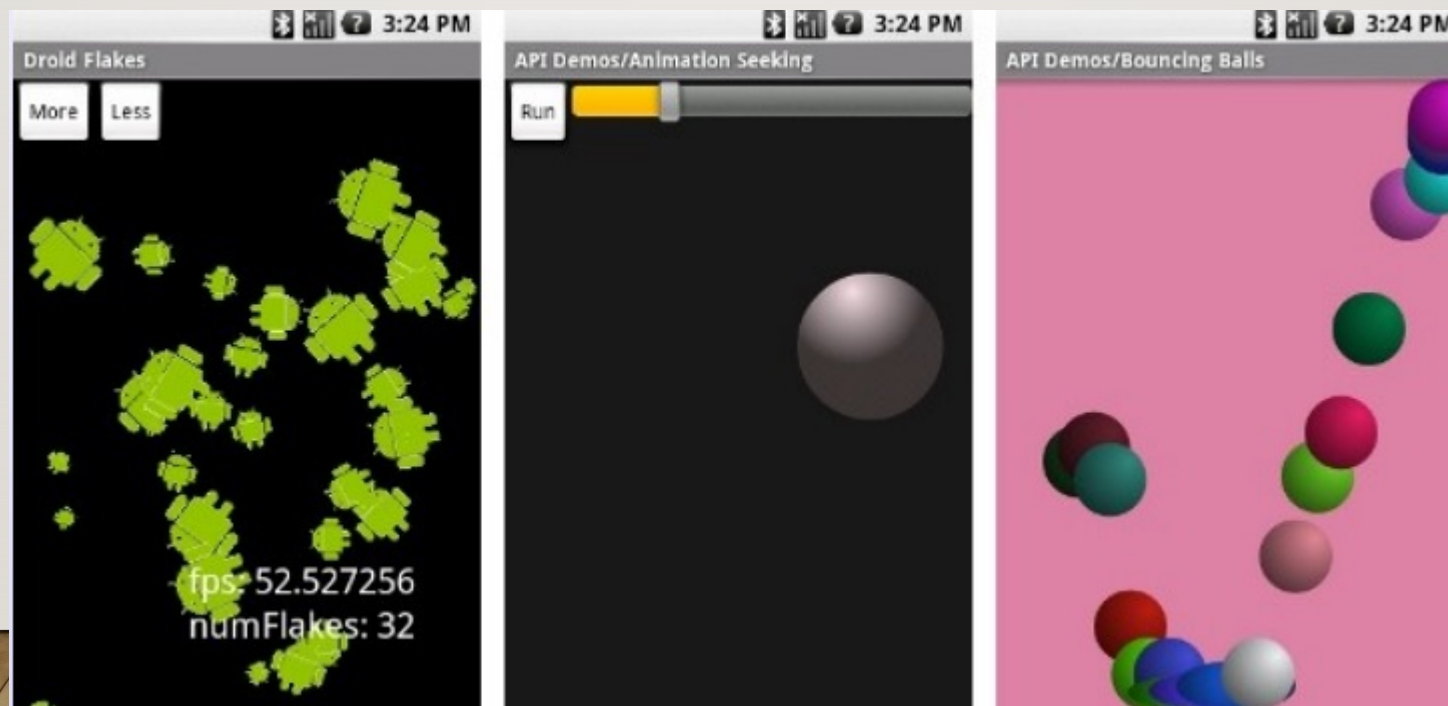 3:24 PM
Droid Flakes
More Less
fps: 52.527256
numFlakes: 32
3:24 PM
API Demos/Animation Seeking
Run
3:24 PM
API Demos/Bouncing Balls